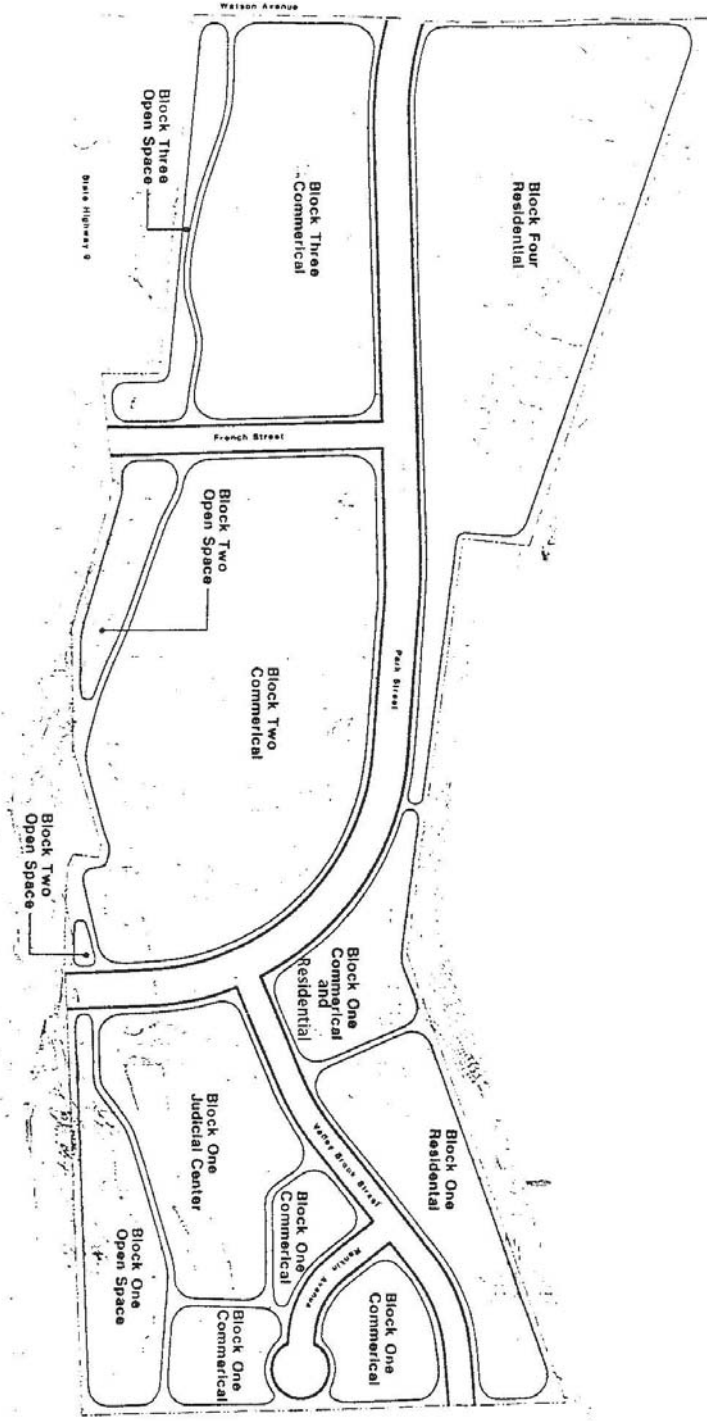 Watson Avenue
Block Three
Open Space
State Highway 9
Block Three
Commerical
Block Four
Residential
French Street
Block Two
Open Space
Block Two
Commerical
Park Street
Block Two
Open Space
Block One
Commerical
and
Residential
Block One
Judicial Center
Valley Brook Street
Block One
Residental
Block One
Commerical
Rankin Avenue
Block One
Open Space
Block One
Commerical
Block One
Commerical